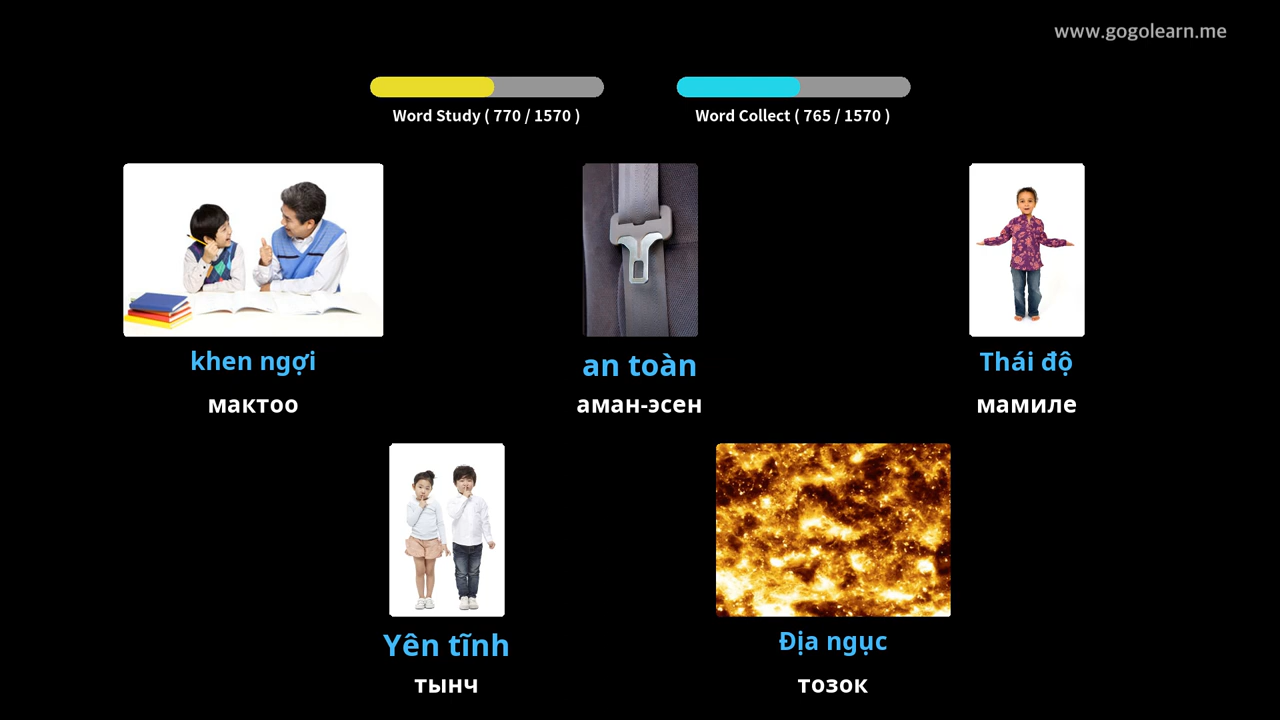 www.gogolearn.me
Word Study ( 770 / 1570 )
Word Collect ( 765 / 1570 )
khen ngợi
an toàn
Thái độ
мактоо
аман-эсен
мамиле
Yên tĩnh
Địa ngục
тынч
тозок